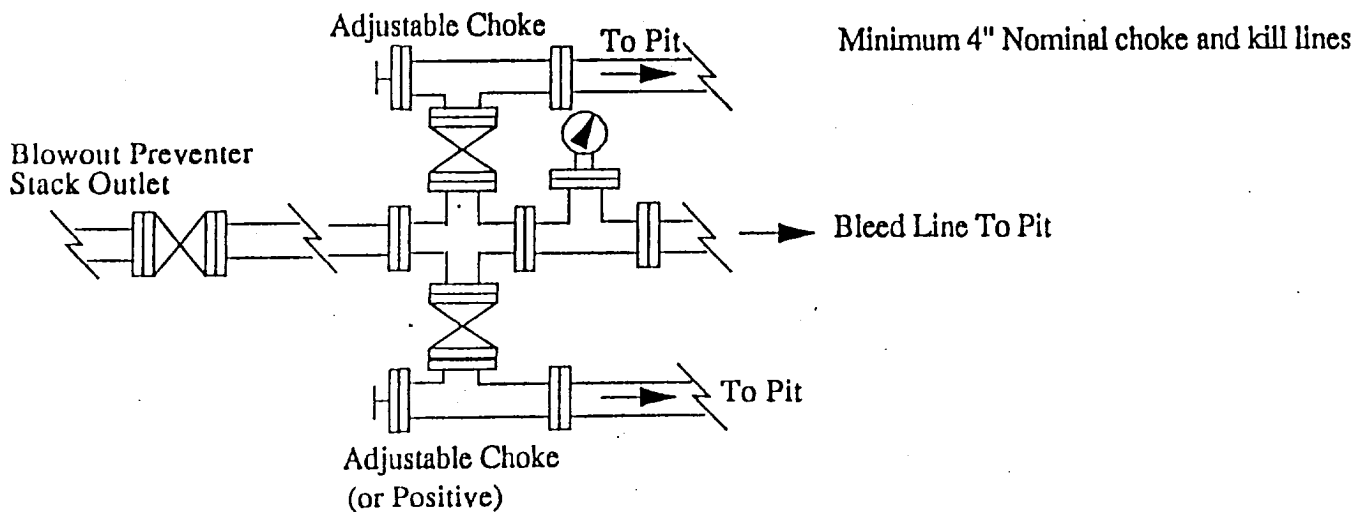 Adjustable Choke
To Pit
Minimum 4" Nominal choke and kill lines
Blowout Preventer
Stack Outlet
Bleed Line To Pit
To Pit
Adjustable Choke
(or Positive)